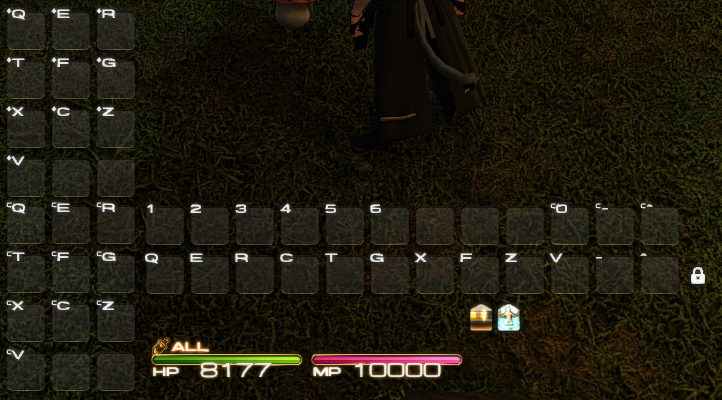 ♦Q ♦E ♦R
♦T ♦F ♦G
♦X ♦C ♦Z
♦V
cQ cE cR 1 2 3 4 5 6 c0 c- c^
cT cF cG Q E R C T G X F Z V - ^
cX cC cZ
cV
ALL
HP 8177 MP 10000